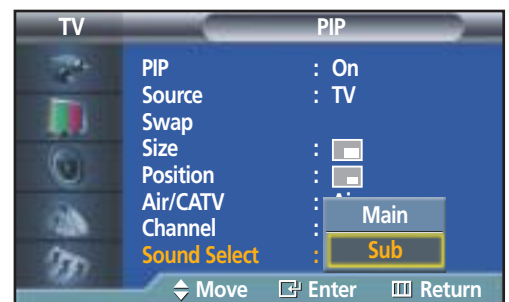 TV PIP
PIP : On
Source : TV
Swap
Size :
Position :
Air/CATV :
Channel :
Sound Select :
Main
Sub
Move Enter Return